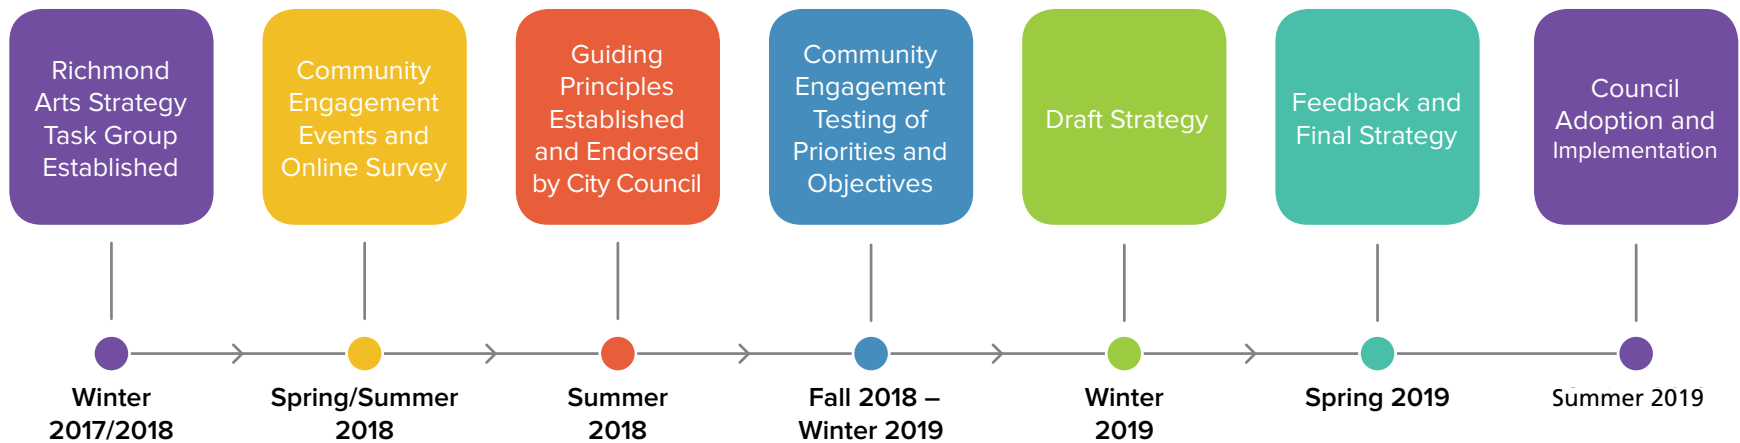 Richmond
Arts Strategy
Task Group
Established
Community
Engagement
Events and
Online Survey
Guiding
Principles
Established
and Endorsed
by City Council
Community
Engagement
Testing of
Priorities and
Objectives
Draft Strategy
Feedback and
Final Strategy
Council
Adoption and
Implementation
Winter
2017/2018
Spring/Summer
2018
Summer
2018
Fall 2018 –
Winter 2019
Winter
2019
Spring 2019
Summer 2019